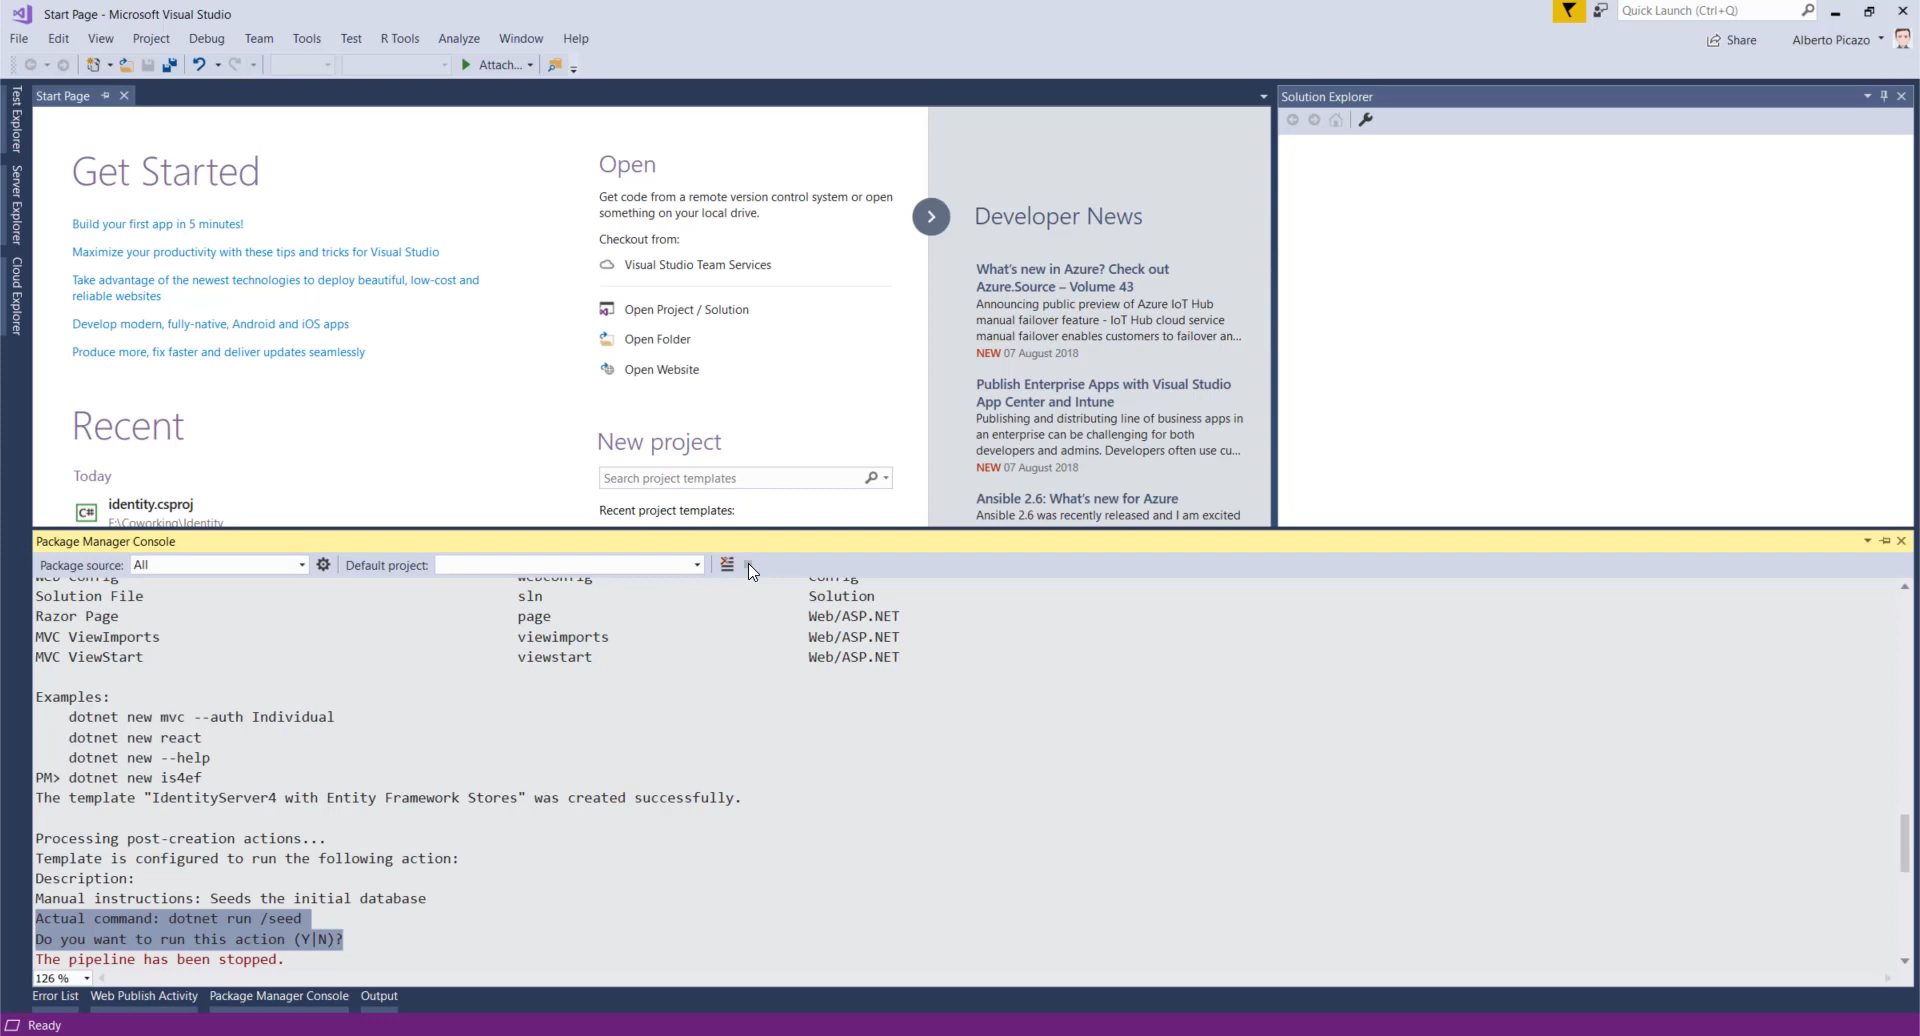 Start Page - Microsoft Visual Studio
Quick Launch (Ctrl+Q)
File Edit View Project Debug Team Tools Test R Tools Analyze Window Help
Share
Alberto Picazo
Attach...
Test Explorer
Server Explorer
Cloud Explorer
Start Page
Get Started
Build your first app in 5 minutes!
Maximize your productivity with these tips and tricks for Visual Studio
Take advantage of the newest technologies to deploy beautiful, low-cost and
reliable websites
Develop modern, fully-native, Android and iOS apps
Produce more, fix faster and deliver updates seamlessly
Recent
Today
C# identity.csproj
F:\Coworking\Identity
Open
Get code from a remote version control system or open
something on your local drive.
Checkout from:
Visual Studio Team Services
Open Project / Solution
Open Folder
Open Website
New project
Search project templates
Recent project templates:
Developer News
What's new in Azure? Check out
Azure.Source – Volume 43
Announcing public preview of Azure IoT Hub
manual failover feature - IoT Hub cloud service
manual failover enables customers to failover an...
NEW 07 August 2018
Publish Enterprise Apps with Visual Studio
App Center and Intune
Publishing and distributing line of business apps in
an enterprise can be challenging for both
developers and admins. Developers often use cu...
NEW 07 August 2018
Ansible 2.6: What's new for Azure
Ansible 2.6 was recently released and I am excited
Solution Explorer
Package Manager Console
Package source: All
Default project:
Web Config webconfig Config
Solution File sln Solution
Razor Page page Web/ASP.NET
MVC ViewImports viewimports Web/ASP.NET
MVC ViewStart viewstart Web/ASP.NET
Examples:
dotnet new mvc --auth Individual
dotnet new react
dotnet new --help
PM> dotnet new is4ef
The template "IdentityServer4 with Entity Framework Stores" was created successfully.
Processing post-creation actions...
Template is configured to run the following action:
Description:
Manual instructions: Seeds the initial database
Actual command: dotnet run /seed
Do you want to run this action (Y|N)?
The pipeline has been stopped.
126 %
Error List Web Publish Activity Package Manager Console Output
Ready